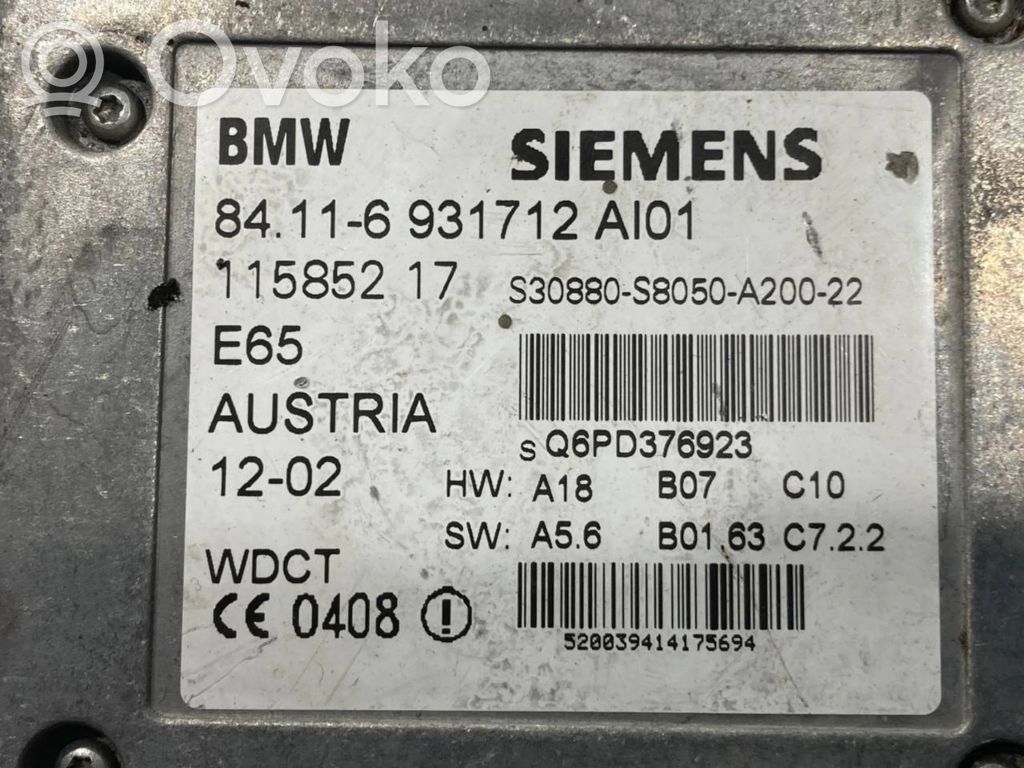 Ovoko
BMW SIEMENS
84.11-6 931712 AI01
115852 17 S30880-S8050-A200-22
E65
AUSTRIA
S Q6PD376923
12-02 HW: A18 B07 C10
SW: A5.6 B01.63 C7.2.2
WDCT
CE 0408
520039414175694